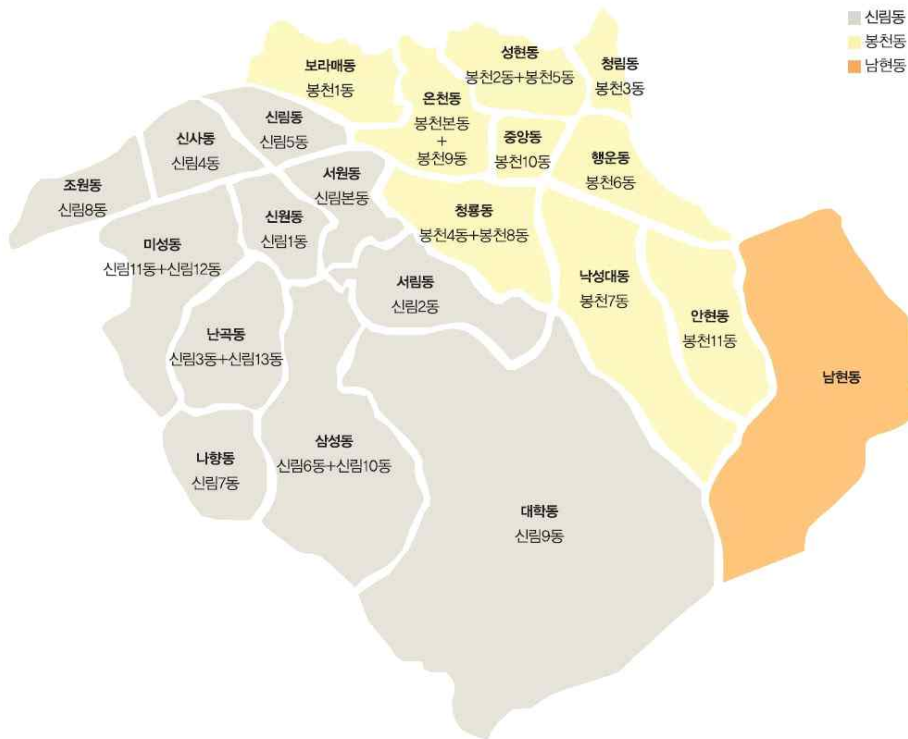 신림동
봉천동
남현동
보라매동
봉천1동
온천동
봉천본동
+
봉천9동
성현동
봉천2동+봉천5동
청림동
봉천3동
신사동
신림4동
신림동
신림5동
중앙동
봉천10동
행운동
봉천6동
조원동
신림8동
서원동
신림본동
신원동
신림1동
청룡동
봉천4동+봉천8동
미성동
신림11동+신림12동
서림동
신림2동
낙성대동
봉천7동
안현동
봉천11동
난곡동
신림3동+신림13동
남현동
나향동
신림7동
삼성동
신림6동+신림10동
대학동
신림9동